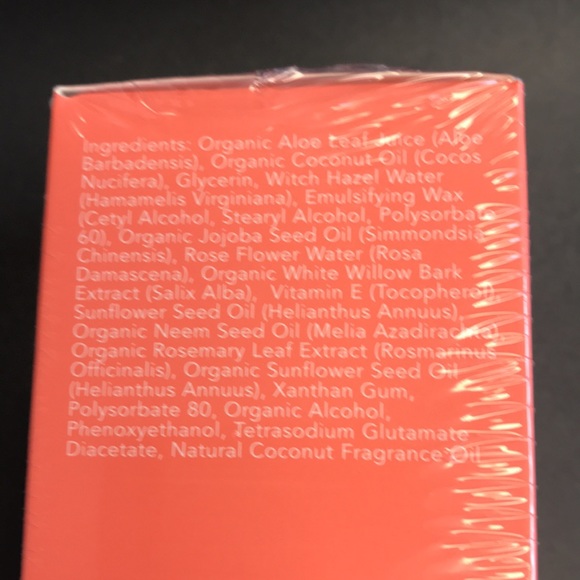 Ingredients: Organic Aloe Leaf Juice (Aloe
Barbadensis), Organic Coconut Oil (Cocos
Nucifera), Glycerin, Witch Hazel Water
(Hamamelis Virginiana), Emulsifying Wax
(Cetyl Alcohol, Stearyl Alcohol, Polysorbate
60), Organic Jojoba Seed Oil (Simmondsia
Chinensis), Rose Flower Water (Rosa
Damascena), Organic White Willow Bark
Extract (Salix Alba), Vitamin E (Tocopherol),
Sunflower Seed Oil (Helianthus Annuus),
Organic Neem Seed Oil (Melia Azadirachta)
Organic Rosemary Leaf Extract (Rosmarinus
Officinalis), Organic Sunflower Seed Oil
(Helianthus Annuus), Xanthan Gum,
Polysorbate 80, Organic Alcohol,
Phenoxyethanol, Tetrasodium Glutamate
Diacetate, Natural Coconut Fragrance Oil